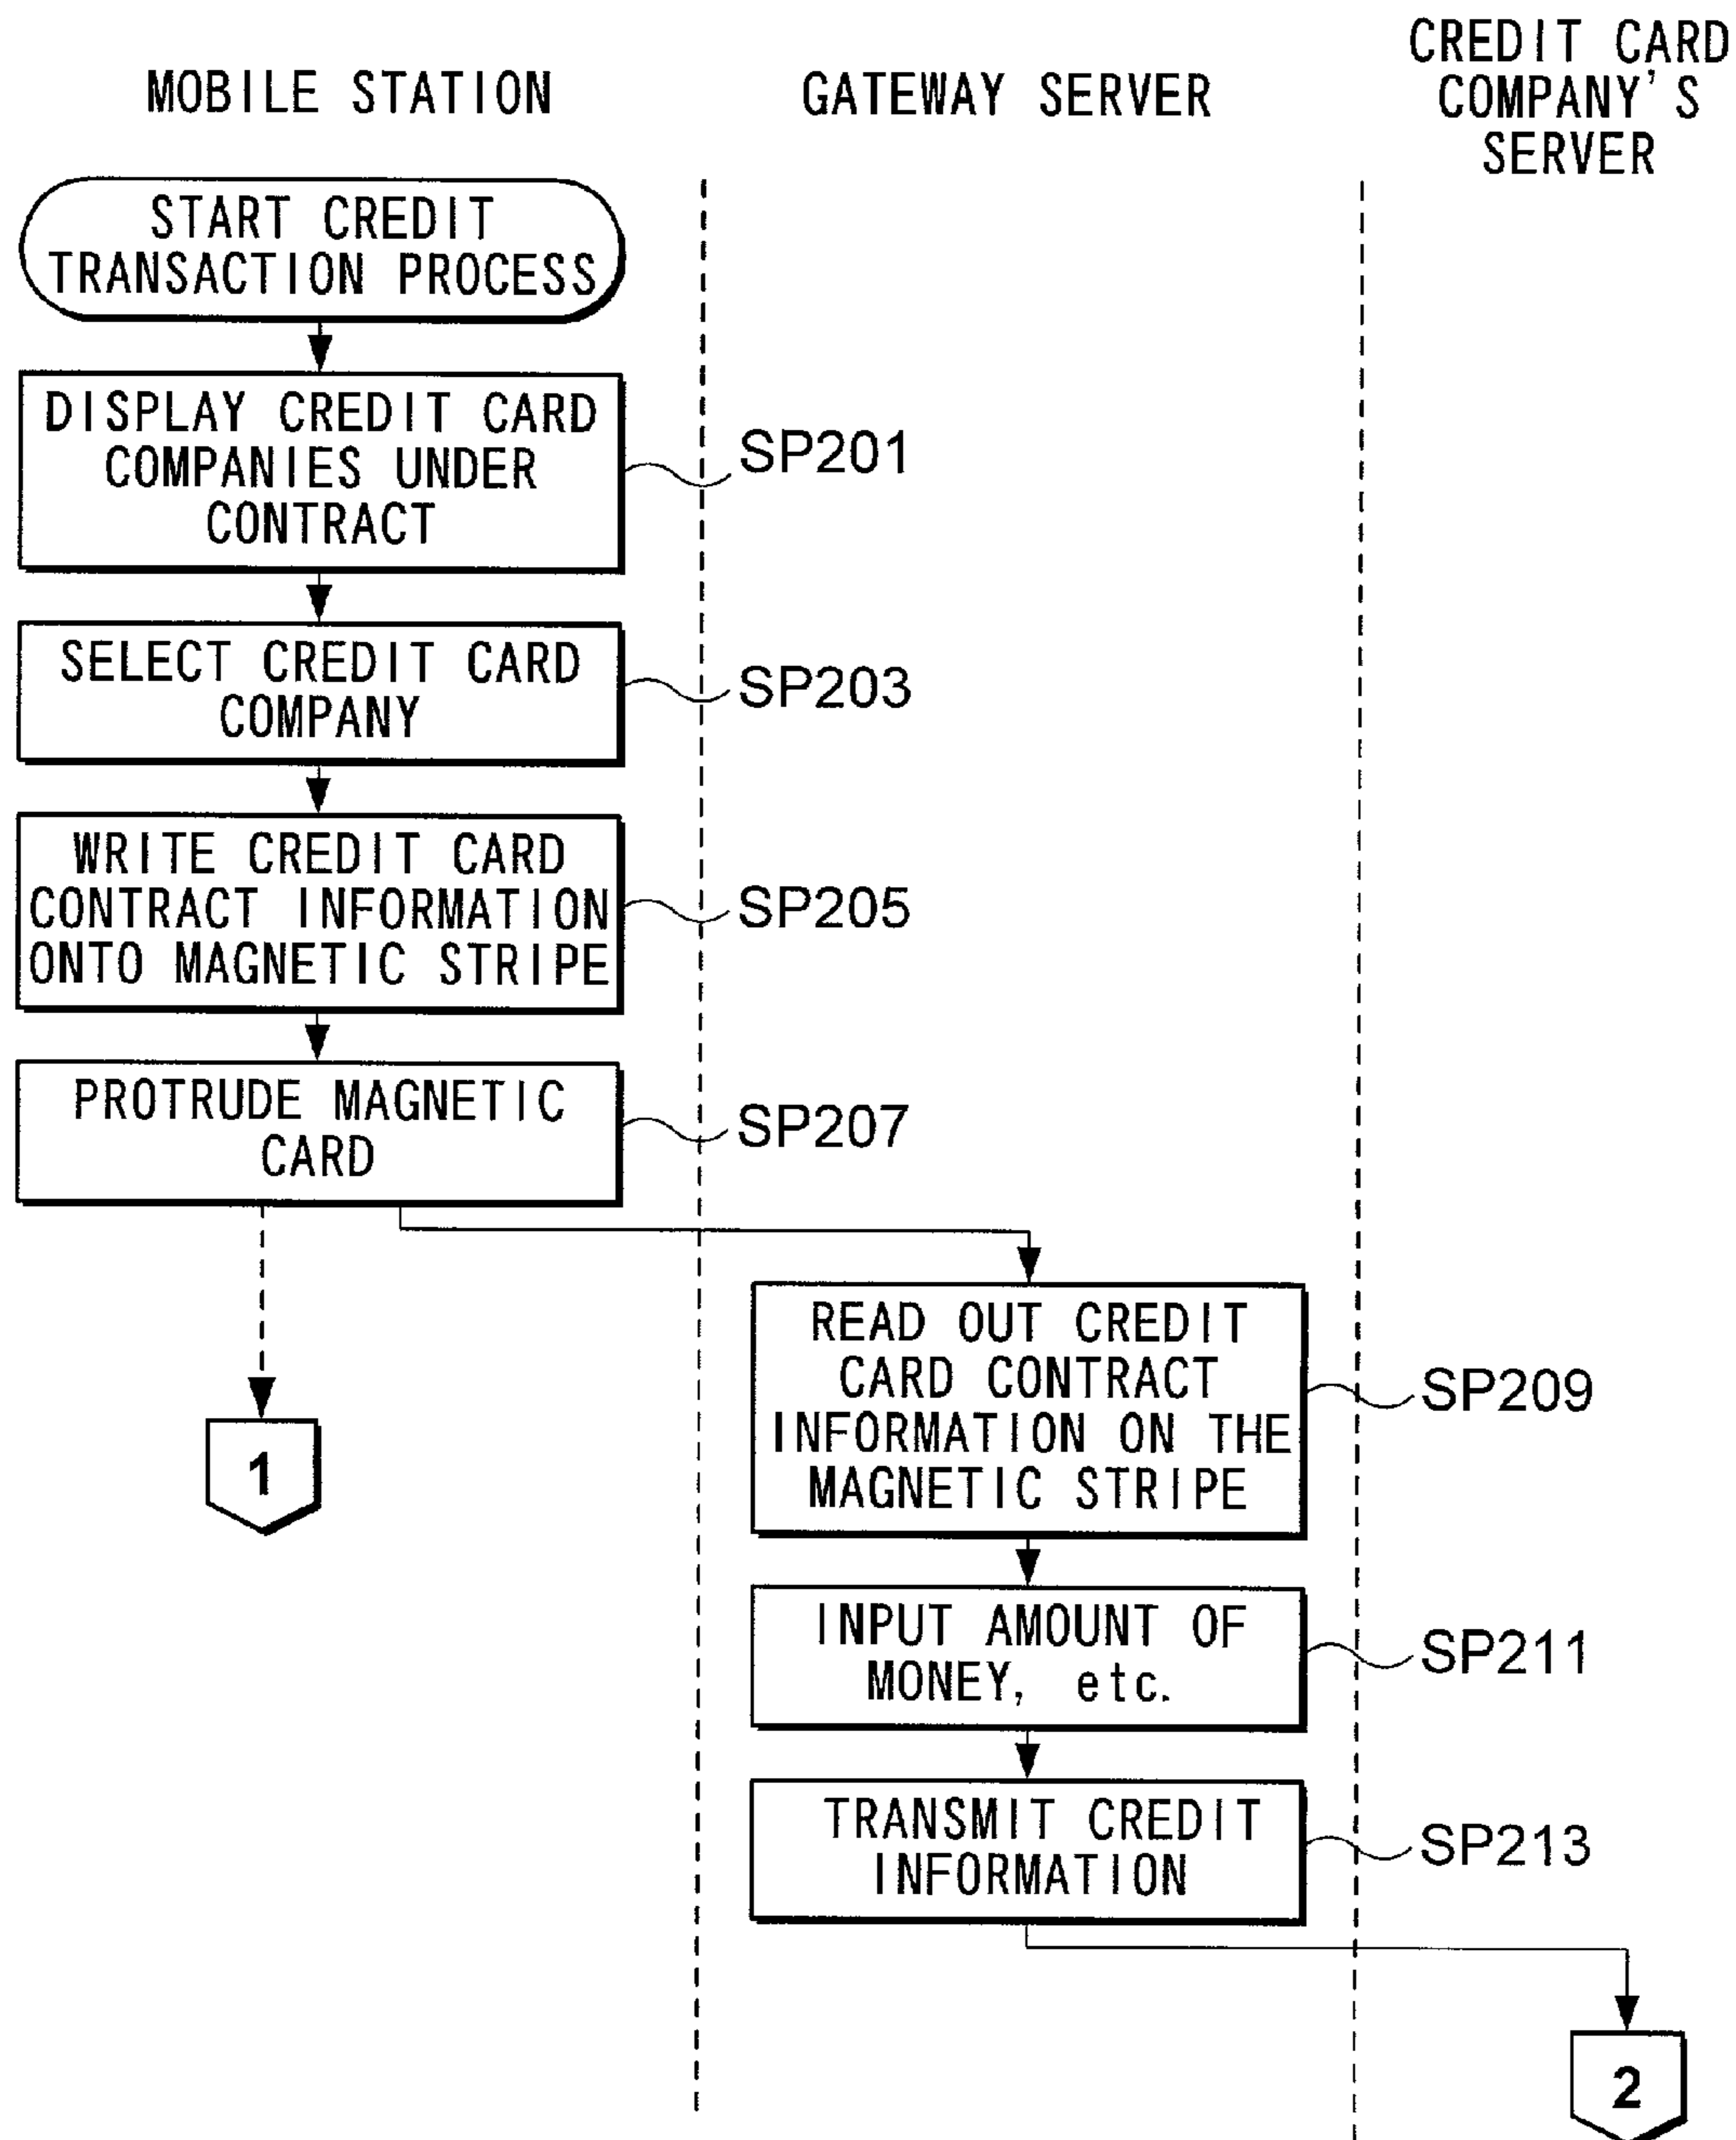 MOBILE STATION
GATEWAY SERVER
CREDIT CARD
COMPANY'S
SERVER
START CREDIT
TRANSACTION PROCESS
DISPLAY CREDIT CARD
COMPANIES UNDER
CONTRACT
SP201
SELECT CREDIT CARD
COMPANY
SP203
WRITE CREDIT CARD
CONTRACT INFORMATION
ONTO MAGNETIC STRIPE
SP205
PROTRUDE MAGNETIC
CARD
SP207
1
READ OUT CREDIT
CARD CONTRACT
INFORMATION ON THE
MAGNETIC STRIPE
SP209
INPUT AMOUNT OF
MONEY, etc.
SP211
TRANSMIT CREDIT
INFORMATION
SP213
2